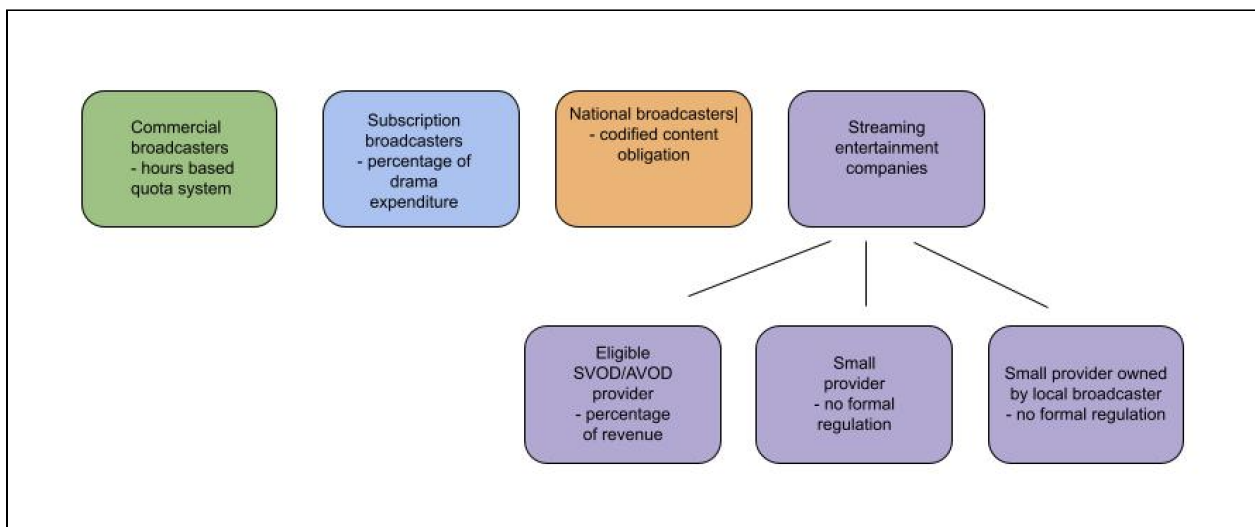 Commercial
broadcasters
- hours based
quota system
Subscription
broadcasters
- percentage of
drama
expenditure
National broadcasters|
- codified content
obligation
Streaming
entertainment
companies
Eligible
SVOD/AVOD
provider
- percentage
of revenue
Small
provider
- no formal
regulation
Small provider owned
by local broadcaster
- no formal regulation